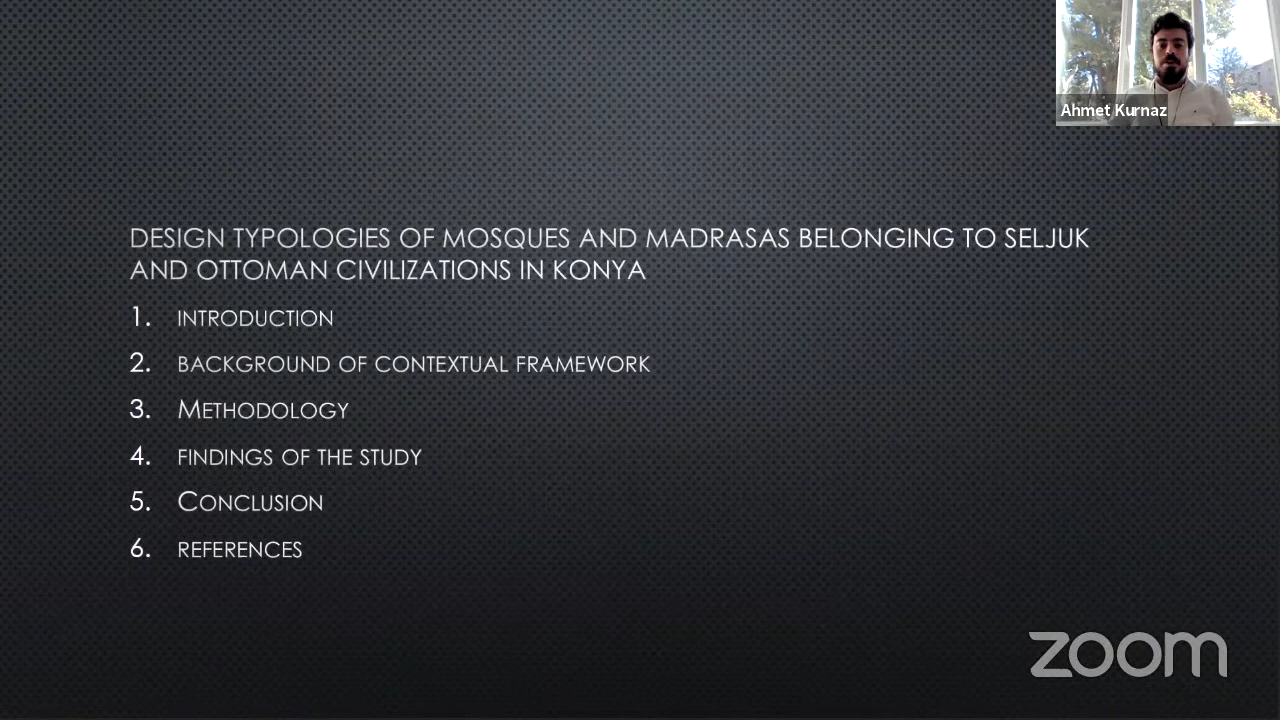 Ahmet Kurnaz
DESIGN TYPOLOGIES OF MOSQUES AND MADRASAS BELONGING TO SELJUK
AND OTTOMAN CIVILIZATIONS IN KONYA
1. INTRODUCTION
2. BACKGROUND OF CONTEXTUAL FRAMEWORK
3. METHODOLOGY
4. FINDINGS OF THE STUDY
5. CONCLUSION
6. REFERENCES
zoom